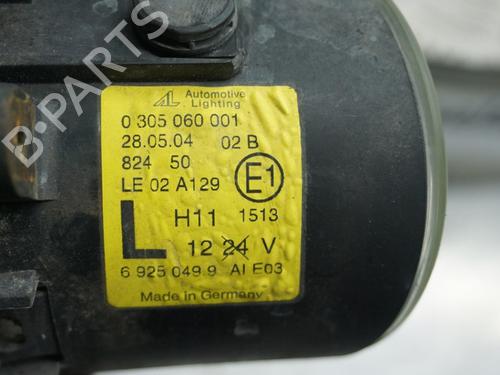 AL Automotive Lighting
0 305 060 001
28.05.04 02 B
824 50
LE 02 A129 E1
L H11 1513
12 24 V
6 925 049 9 AI E03
Made in Germany
B-PARTS